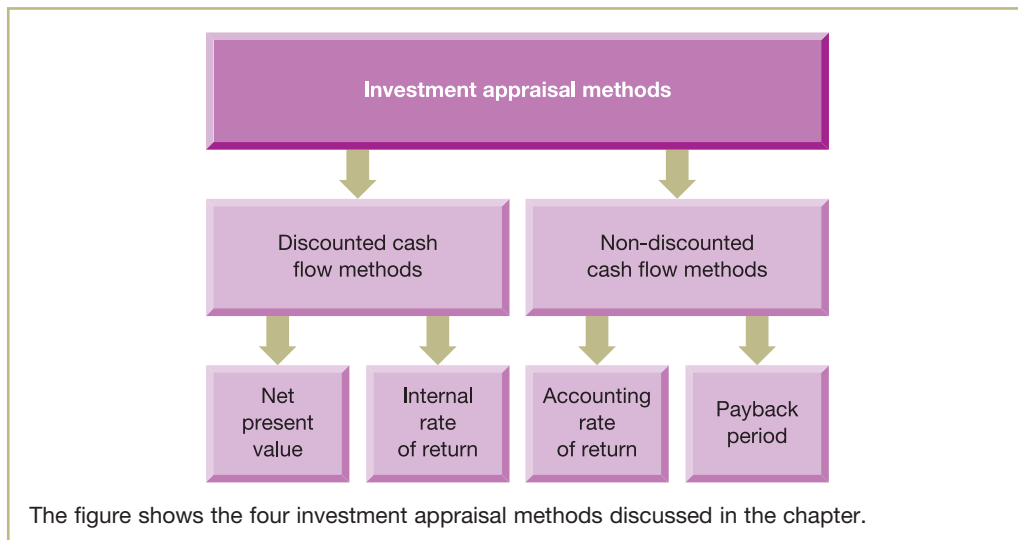 Investment appraisal methods
Discounted cash
flow methods
Non-discounted
cash flow methods
Net
present
value
Internal
rate
of return
Accounting
rate
of return
Payback
period
The figure shows the four investment appraisal methods discussed in the chapter.